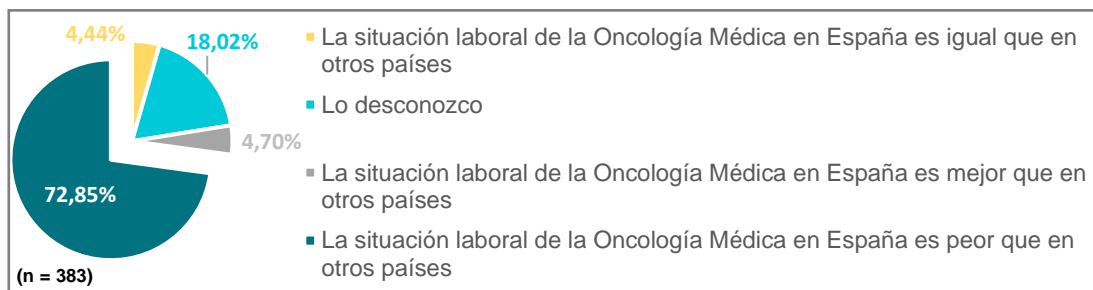 4,44%
18,02%
4,70%
72,85%
(n = 383)
La situación laboral de la Oncología Médica en España es igual que en
otros países
Lo desconozco
La situación laboral de la Oncología Médica en España es mejor que en
otros países
La situación laboral de la Oncología Médica en España es peor que en
otros países